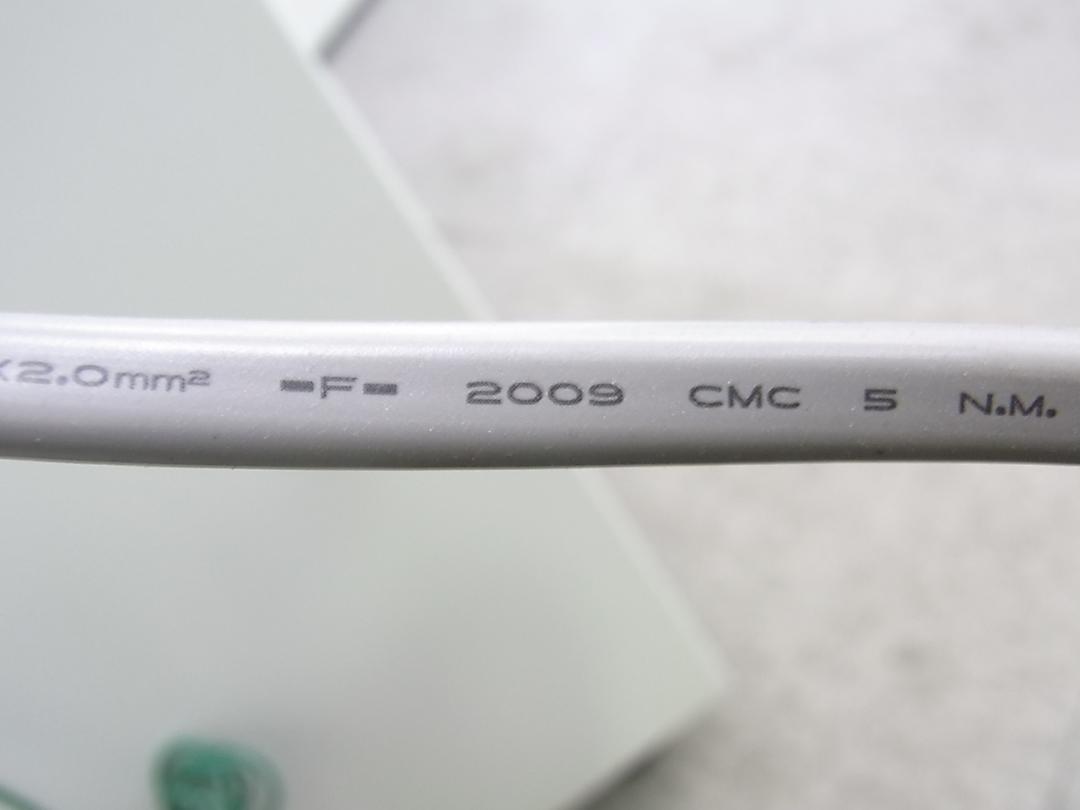 X2.0mm² -F- 2009 CMC 5 N.M.